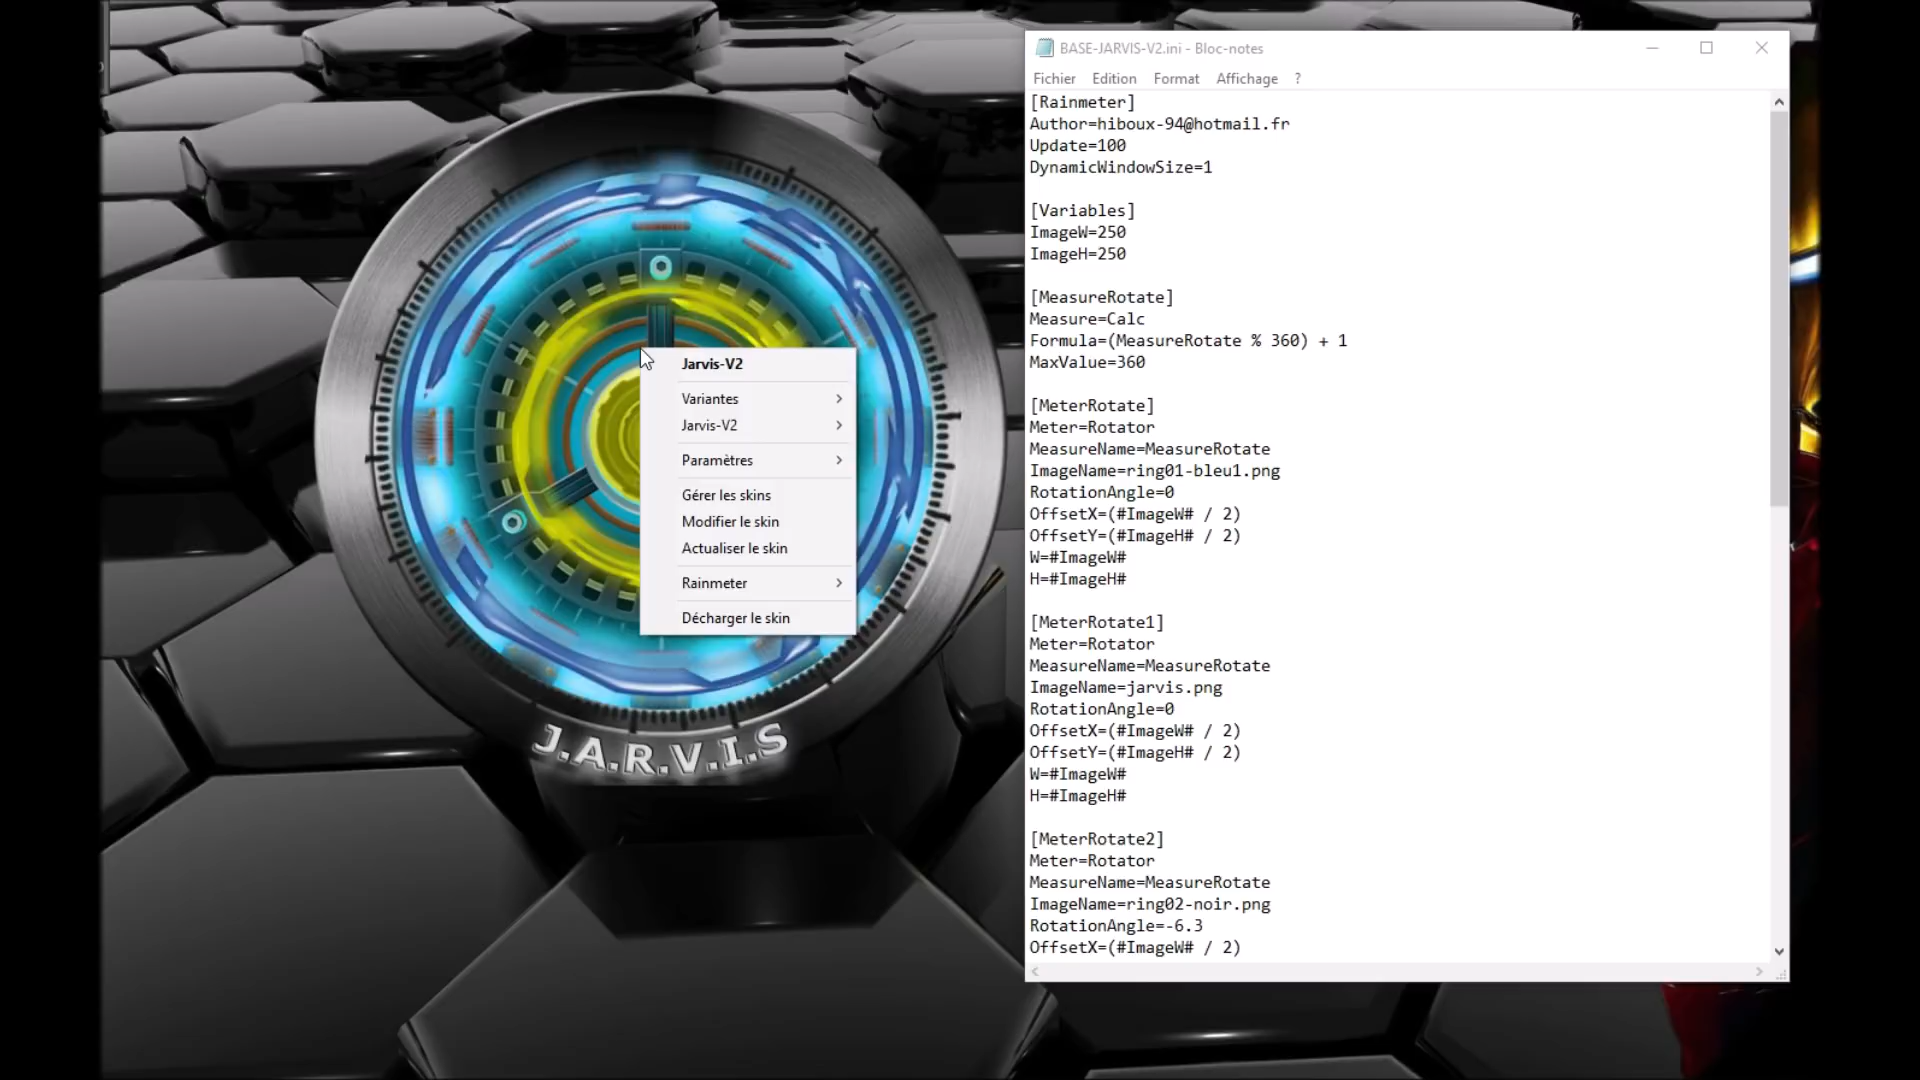 BASE-JARVIS-V2.ini - Bloc-notes
Fichier Edition Format Affichage ?
[Rainmeter]
Author=hiboux-94@hotmail.fr
Update=100
DynamicWindowSize=1
[Variables]
ImageW=250
ImageH=250
[MeasureRotate]
Measure=Calc
Formula=(MeasureRotate % 360) + 1
MaxValue=360
[MeterRotate]
Meter=Rotator
MeasureName=MeasureRotate
ImageName=ring01-bleu1.png
RotationAngle=0
OffsetX=(#ImageW# / 2)
OffsetY=(#ImageH# / 2)
W=#ImageW#
H=#ImageH#
[MeterRotate1]
Meter=Rotator
MeasureName=MeasureRotate
ImageName=jarvis.png
RotationAngle=0
OffsetX=(#ImageW# / 2)
OffsetY=(#ImageH# / 2)
W=#ImageW#
H=#ImageH#
[MeterRotate2]
Meter=Rotator
MeasureName=MeasureRotate
ImageName=ring02-noir.png
RotationAngle=-6.3
OffsetX=(#ImageW# / 2)
Jarvis-V2
Variantes
Jarvis-V2
Paramètres
Gérer les skins
Modifier le skin
Actualiser le skin
Rainmeter
Décharger le skin
J.A.R.V.I.S